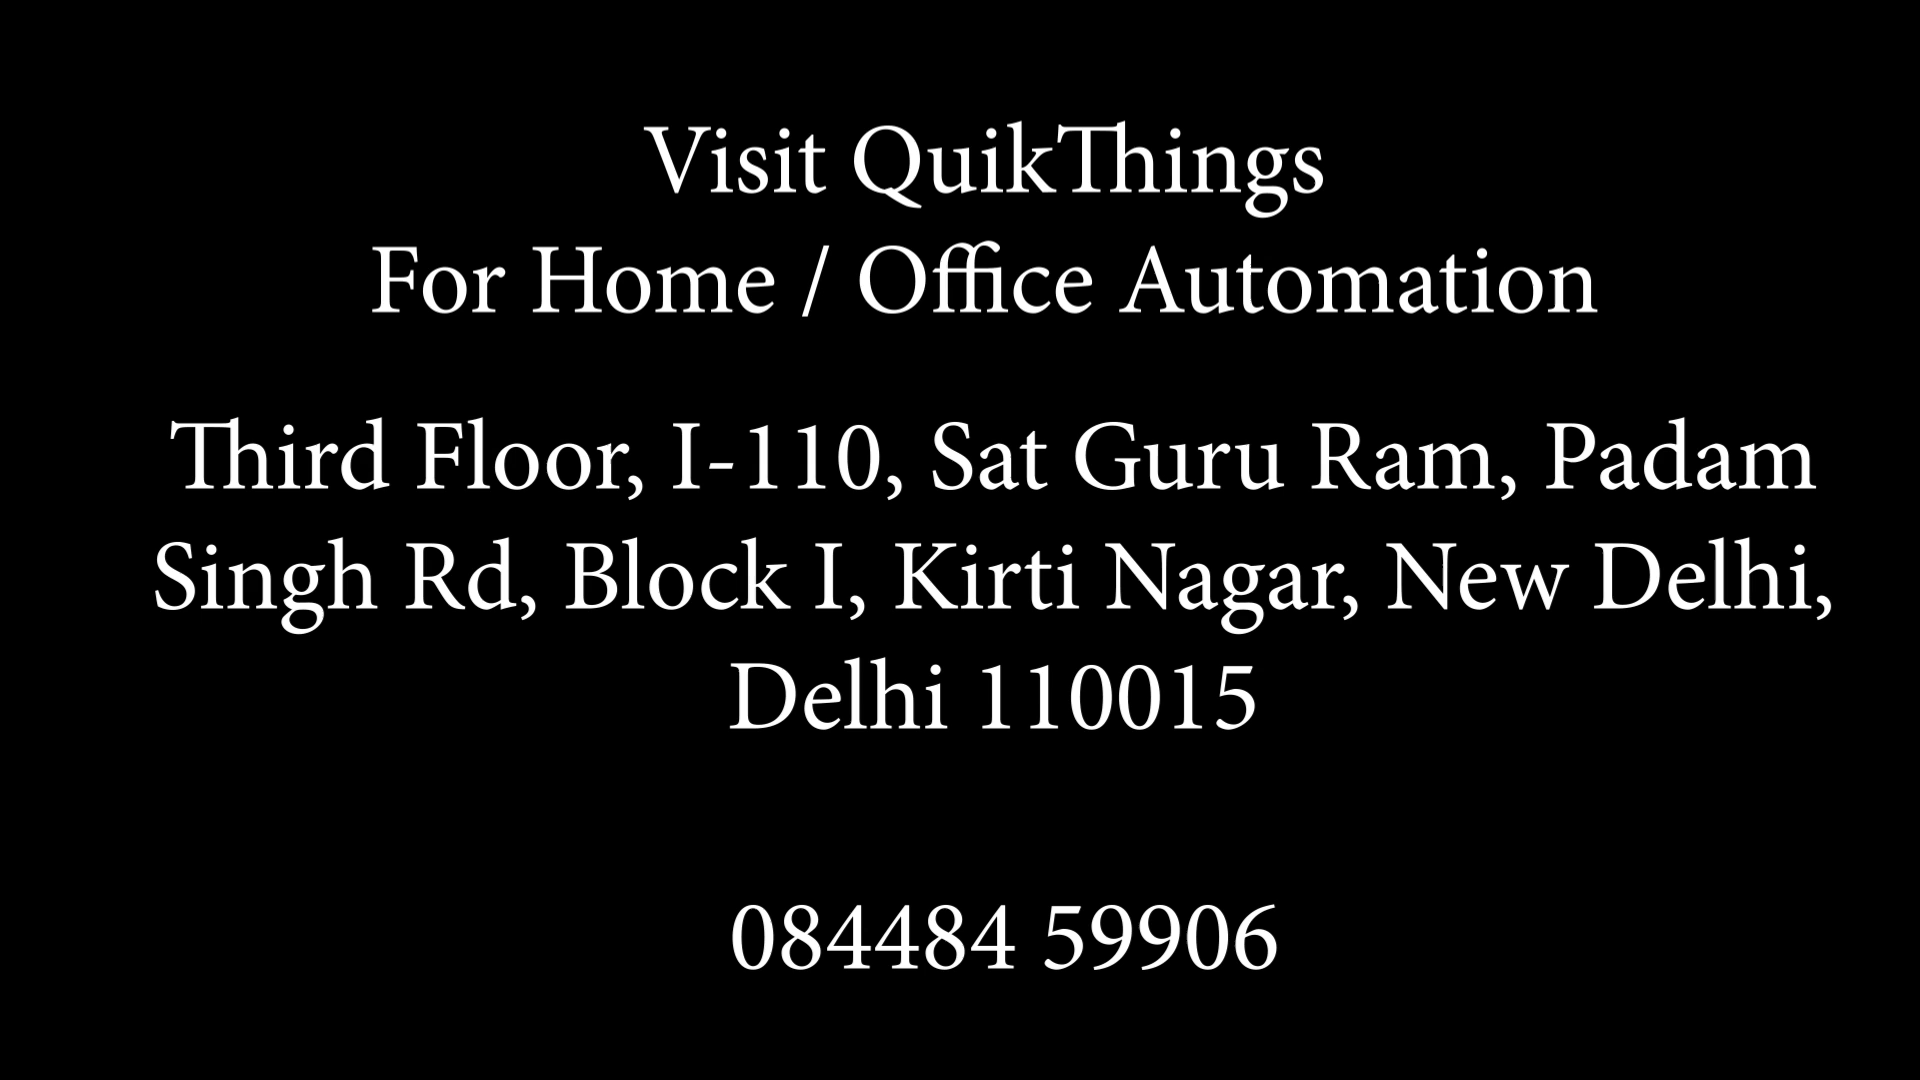 Visit QuikThings
For Home / Office Automation
Third Floor, I-110, Sat Guru Ram, Padam
Singh Rd, Block I, Kirti Nagar, New Delhi,
Delhi 110015
084484 59906